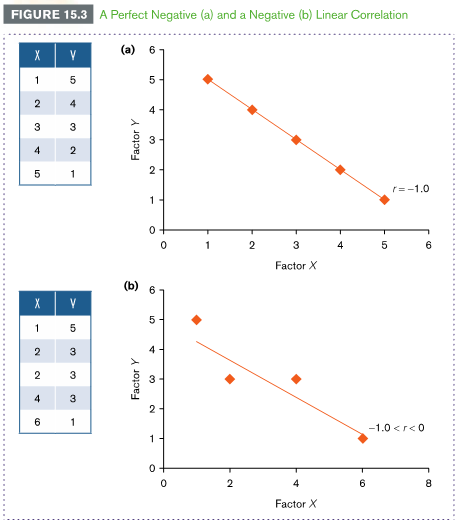 FIGURE 15.3 A Perfect Negative (a) and a Negative (b) Linear Correlation
X Y
1 5
2 4
3 3
4 2
5 1
(a)
Factor Y
6
5
4
3
2
1
0
r = −1.0
0 1 2 3 4 5 6
Factor X
X Y
1 5
2 3
2 3
4 3
6 1
(b)
Factor Y
6
5
4
3
2
1
0
−1.0 < r < 0
0 2 4 6 8
Factor X